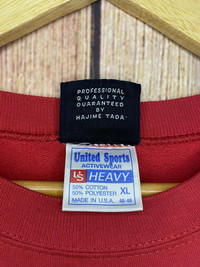 PROFESSIONAL
QUALITY
GUARANTEED
BY
HAJIME TADA
United Sports
ACTIVEWEAR
US HEAVY
50% COTTON
50% POLYESTER XL
MADE IN U.S.A. 46-48